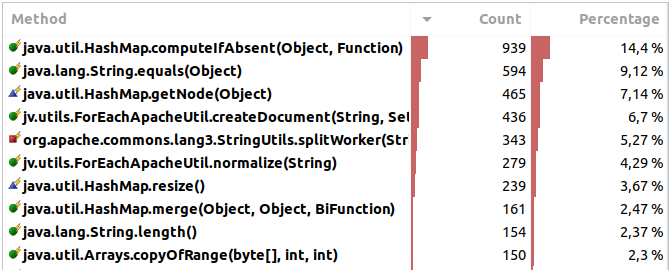 Method Count Percentage
java.util.HashMap.computeIfAbsent(Object, Function) 939 14,4 %
java.lang.String.equals(Object) 594 9,12 %
java.util.HashMap.getNode(Object) 465 7,14 %
jv.utils.ForEachApacheUtil.createDocument(String, Set 436 6,7 %
org.apache.commons.lang3.StringUtils.splitWorker(Str 343 5,27 %
jv.utils.ForEachApacheUtil.normalize(String) 279 4,29 %
java.util.HashMap.resize() 239 3,67 %
java.util.HashMap.merge(Object, Object, BiFunction) 161 2,47 %
java.lang.String.length() 154 2,37 %
java.util.Arrays.copyOfRange(byte[], int, int) 150 2,3 %